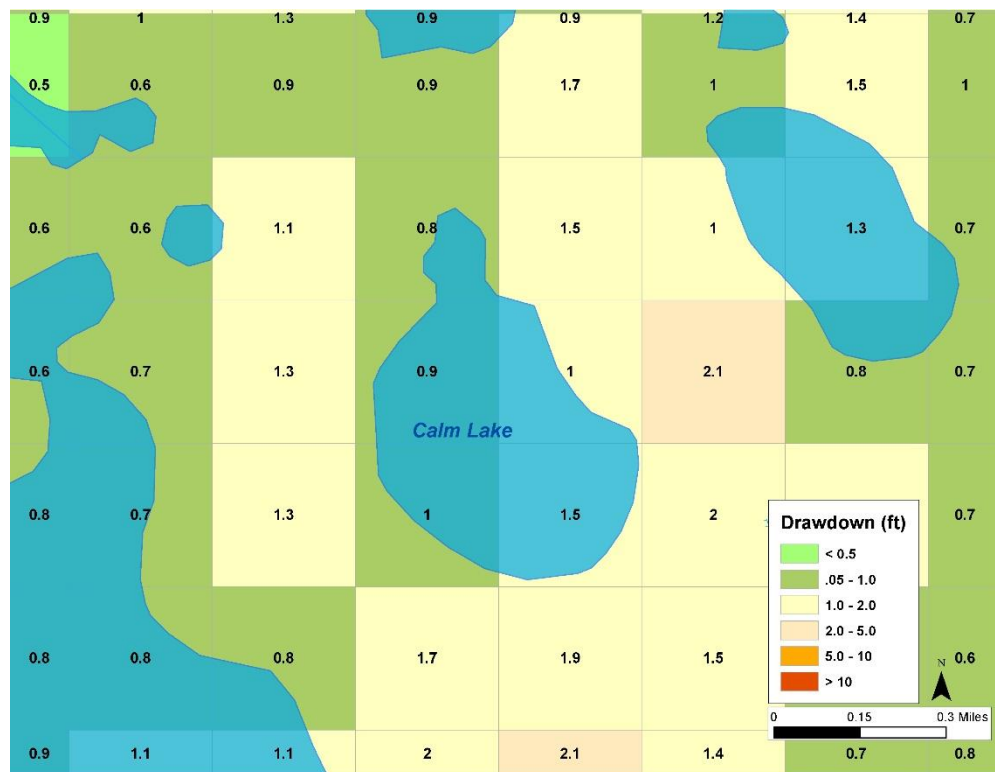 0.9 1 1.3 0.9 0.9 1.2 1.4 0.7
0.5 0.6 0.9 0.9 1.7 1 1.5 1
0.6 0.6 1.1 0.8 1.5 1 1.3 0.7
0.6 0.7 1.3 0.9 1 2.1 0.8 0.7
Calm Lake
0.8 0.7 1.3 1 1.5 2 0.7
Drawdown (ft)
< 0.5
.05 - 1.0
1.0 - 2.0
2.0 - 5.0
5.0 - 10
> 10
0.8 0.8 0.8 1.7 1.9 1.5 0.6
N
0 0.15 0.3 Miles
0.9 1.1 1.1 2 2.1 1.4 0.7 0.8